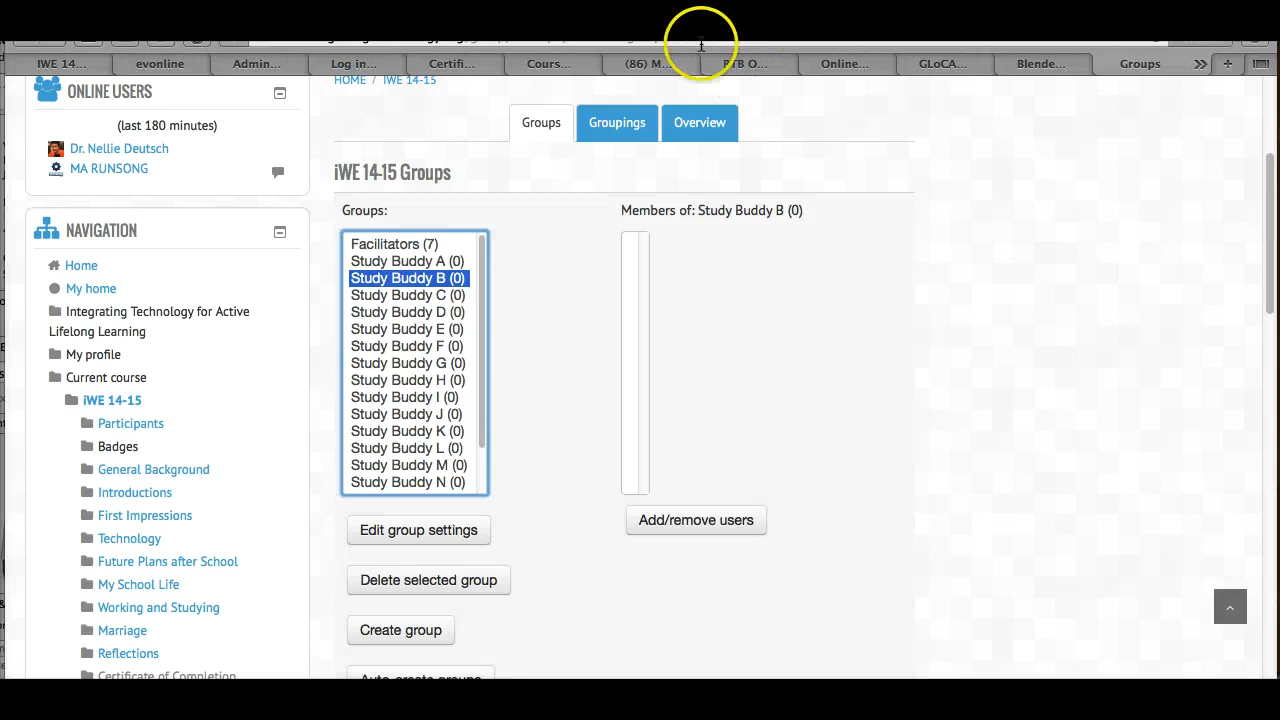 IWE 14...
evonline
Admin...
Log in...
Certifi...
Cours...
(86) M...
Online...
GLoCA...
Blende...
Groups
ONLINE USERS
(last 180 minutes)
Dr. Nellie Deutsch
MA RUNSONG
NAVIGATION
Home
My home
Integrating Technology for Active
Lifelong Learning
My profile
Current course
iWE 14-15
Participants
Badges
General Background
Introductions
First Impressions
Technology
Future Plans after School
My School Life
Working and Studying
Marriage
Reflections
Certificate of Completion
HOME / IWE 14-15
Groups
Groupings
Overview
iWE 14-15 Groups
Groups:
Facilitators (7)
Study Buddy A (0)
Study Buddy B (0)
Study Buddy C (0)
Study Buddy D (0)
Study Buddy E (0)
Study Buddy F (0)
Study Buddy G (0)
Study Buddy H (0)
Study Buddy I (0)
Study Buddy J (0)
Study Buddy K (0)
Study Buddy L (0)
Study Buddy M (0)
Study Buddy N (0)
Members of: Study Buddy B (0)
Add/remove users
Edit group settings
Delete selected group
Create group
Auto-create groups